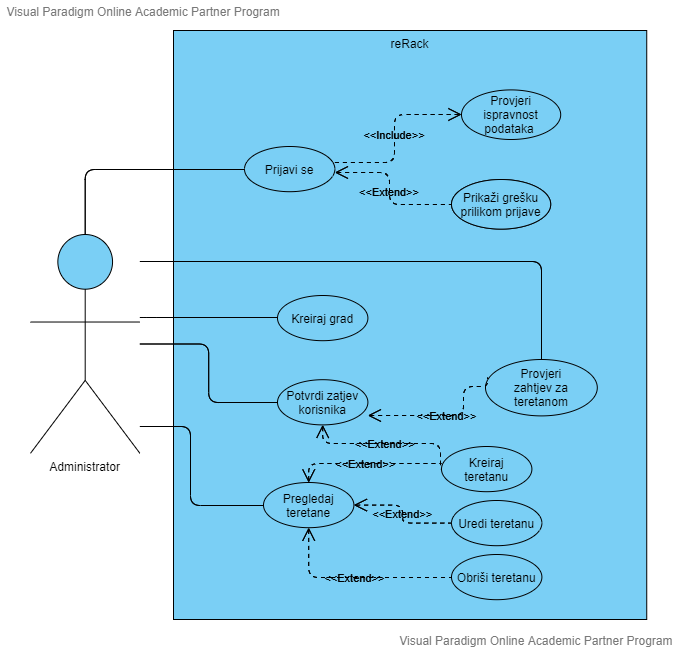 Visual Paradigm Online Academic Partner Program
reRack
Provjeri
ispravnost
podataka
<<Include>>
Prijavi se
<<Extend>>
Prikaži grešku
prilikom prijave
Kreiraj grad
Provjeri
zahtjev za
teretanom
Potvrdi zatjev
korisnika
<<Extend>>
<<Extend>>
Kreiraj
teretanu
<<Extend>>
Administrator
Pregledaj
teretane
<<Extend>>
Uredi teretanu
<<Extend>>
Obriši teretanu
Visual Paradigm Online Academic Partner Program